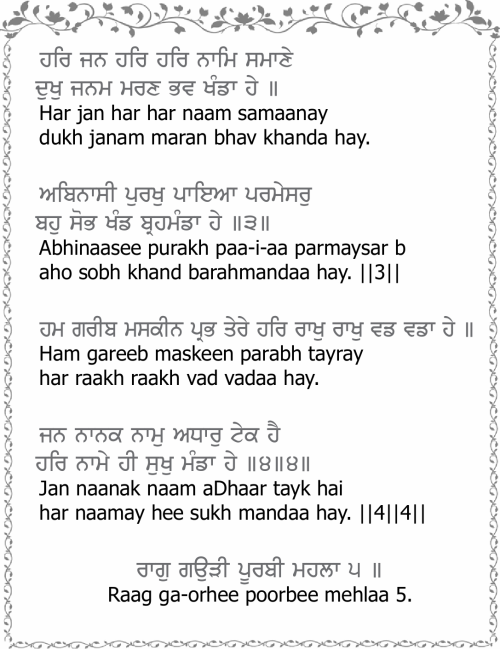 ਹਰਿ ਜਨ ਹਰਿ ਹਰਿ ਨਾਮਿ ਸਮਾਣੇ
ਦੁਖੁ ਜਨਮ ਮਰਣ ਭਵ ਖੰਡਾ ਹੇ ॥
Har jan har har naam samaanay
dukh janam maran bhav khanda hay.
ਅਬਿਨਾਸੀ ਪੁਰਖੁ ਪਾਇਆ ਪਰਮੇਸਰੁ
ਬਹੁ ਸੋਭ ਖੰਡ ਬ੍ਰਹਮੰਡਾ ਹੇ ॥੩॥
Abhinaasee purakh paa-i-aa parmaysar b
aho sobh khand barahmandaa hay. ||3||
ਹਮ ਗਰੀਬ ਮਸਕੀਨ ਪ੍ਰਭ ਤੇਰੇ ਹਰਿ ਰਾਖੁ ਰਾਖੁ ਵਡ ਵਡਾ ਹੇ ॥
Ham gareeb maskeen parabh tayray
har raakh raakh vad vadaa hay.
ਜਨ ਨਾਨਕ ਨਾਮੁ ਅਧਾਰੁ ਟੇਕ ਹੈ
ਹਰਿ ਨਾਮੇ ਹੀ ਸੁਖੁ ਮੰਡਾ ਹੇ ॥੪॥੪॥
Jan naanak naam aDhaar tayk hai
har naamay hee sukh mandaa hay. ||4||4||
ਰਾਗੁ ਗਉੜੀ ਪੂਰਬੀ ਮਹਲਾ ੫ ॥
Raag ga-orhee poorbee mehlaa 5.